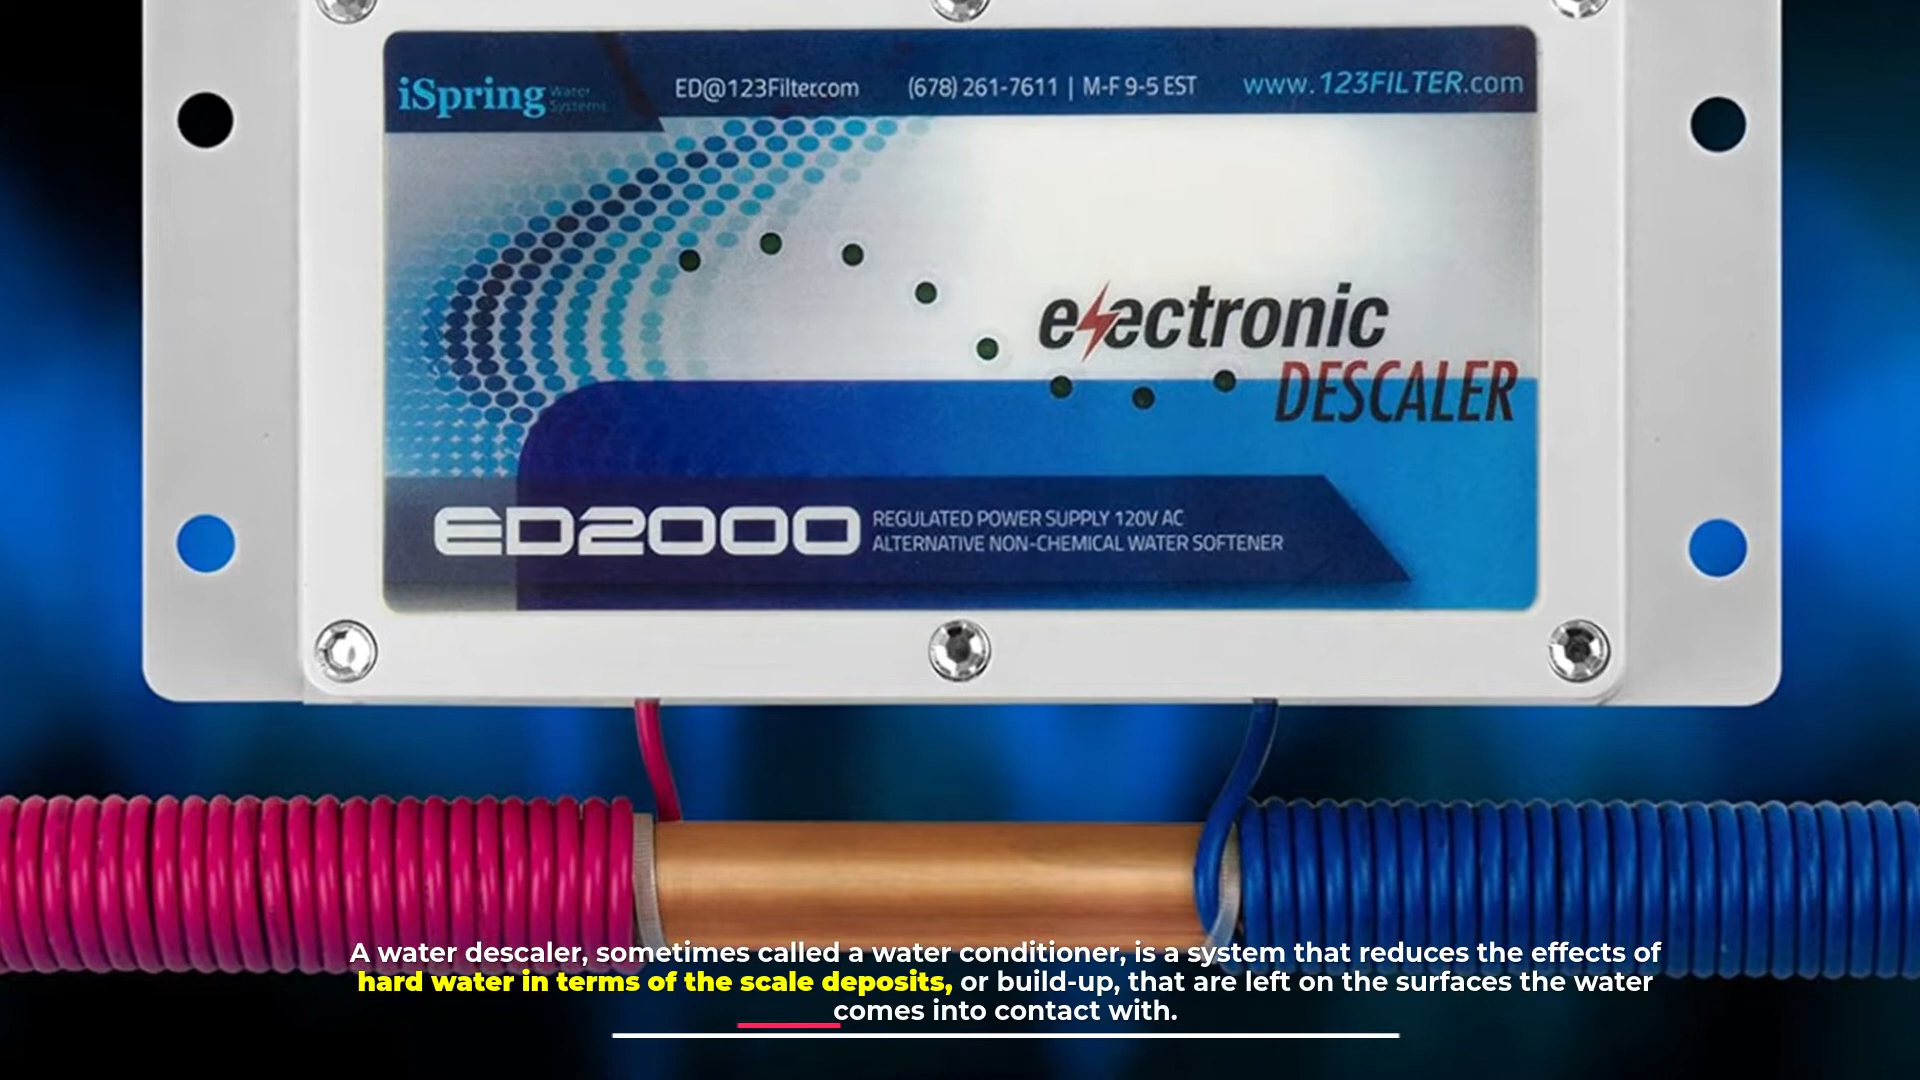 iSpring Water Systems
ED@123Filter.com
(678) 261-7611 | M-F 9-5 EST
www.123FILTER.com
electronic
DESCALER
ED2000
REGULATED POWER SUPPLY 120V AC
ALTERNATIVE NON-CHEMICAL WATER SOFTENER
A water descaler, sometimes called a water conditioner, is a system that reduces the effects of
hard water in terms of the scale deposits, or build-up, that are left on the surfaces the water
comes into contact with.